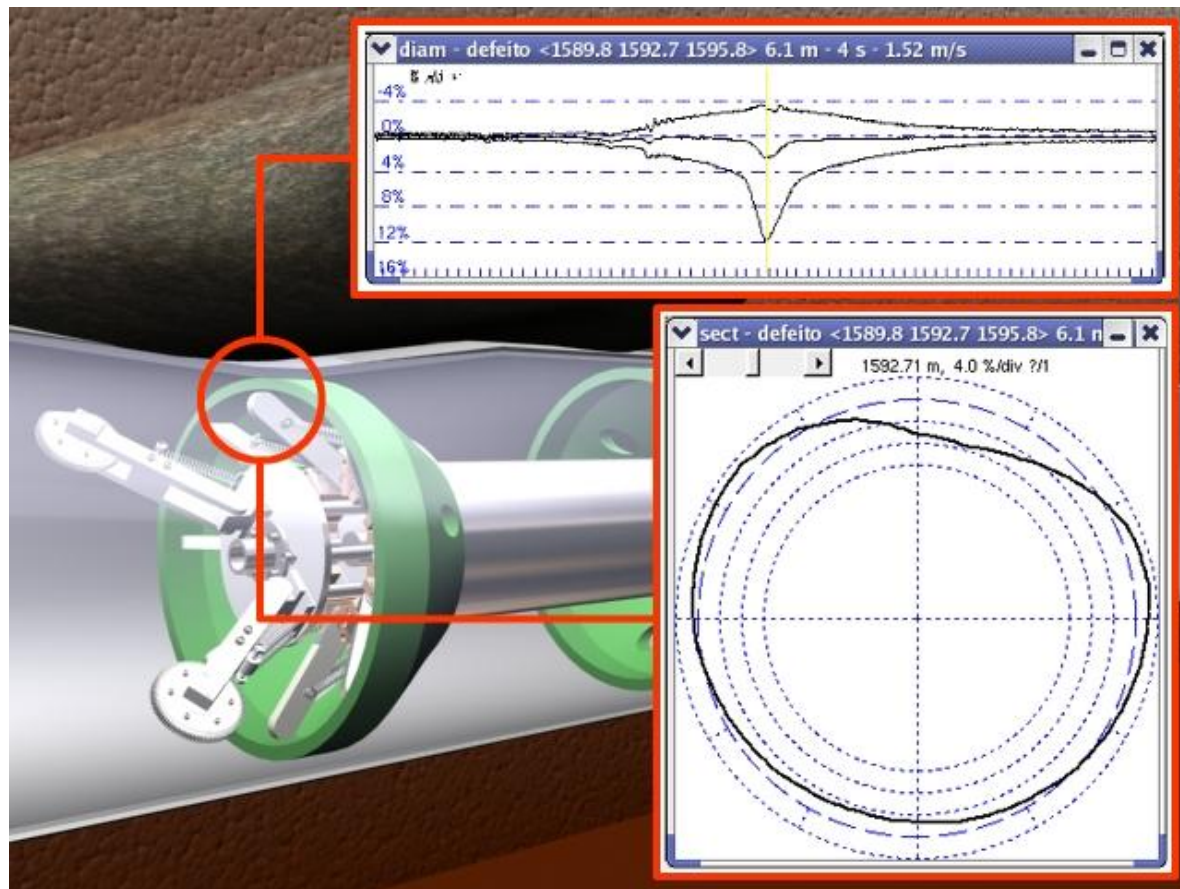 diam - defeito <1589.8 1592.7 1595.8> 6.1 m - 4 s - 1.52 m/s
-4%
0%
4%
8%
12%
16%
sect - defeito <1589.8 1592.7 1595.8> 6.1 m
1592.71 m, 4.0 %/div ?/1